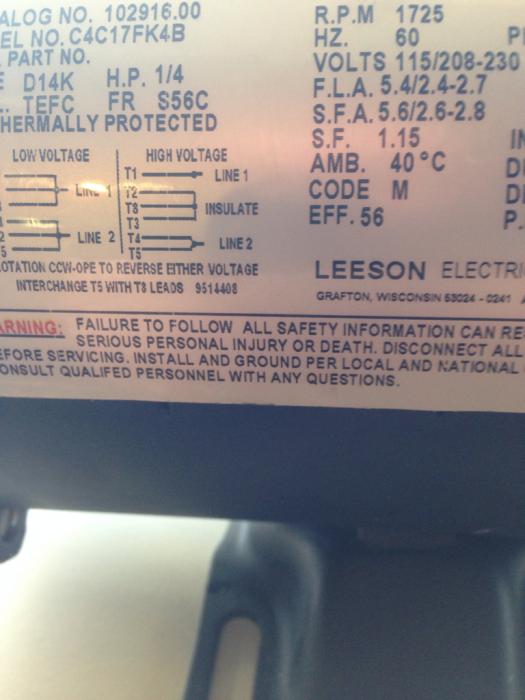 ALOG NO. 102916.00
EL NO. C4C17FK4B
PART NO.
D14K H.P. 1/4
TEFC FR S56C
HERMALLY PROTECTED
LOW VOLTAGE
LINE 1
LINE 2
5
HIGH VOLTAGE
T1 LINE 1
T2
T8 INSULATE
T3
T4 LINE 2
T5
OTATION CCW-OPE TO REVERSE EITHER VOLTAGE
INTERCHANGE T5 WITH T8 LEADS 9514408
R.P.M 1725
HZ. 60
VOLTS 115/208-230
F.L.A. 5.4/2.4-2.7
S.F.A. 5.6/2.6-2.8
S.F. 1.15
AMB. 40°C
CODE M
EFF. 56 P.
LEESON ELECTRI
GRAFTON, WISCONSIN 53024-0241
ARNING: FAILURE TO FOLLOW ALL SAFETY INFORMATION CAN RE
SERIOUS PERSONAL INJURY OR DEATH. DISCONNECT ALL
EFORE SERVICING. INSTALL AND GROUND PER LOCAL AND NATIONAL
ONSULT QUALIFED PERSONNEL WITH ANY QUESTIONS.